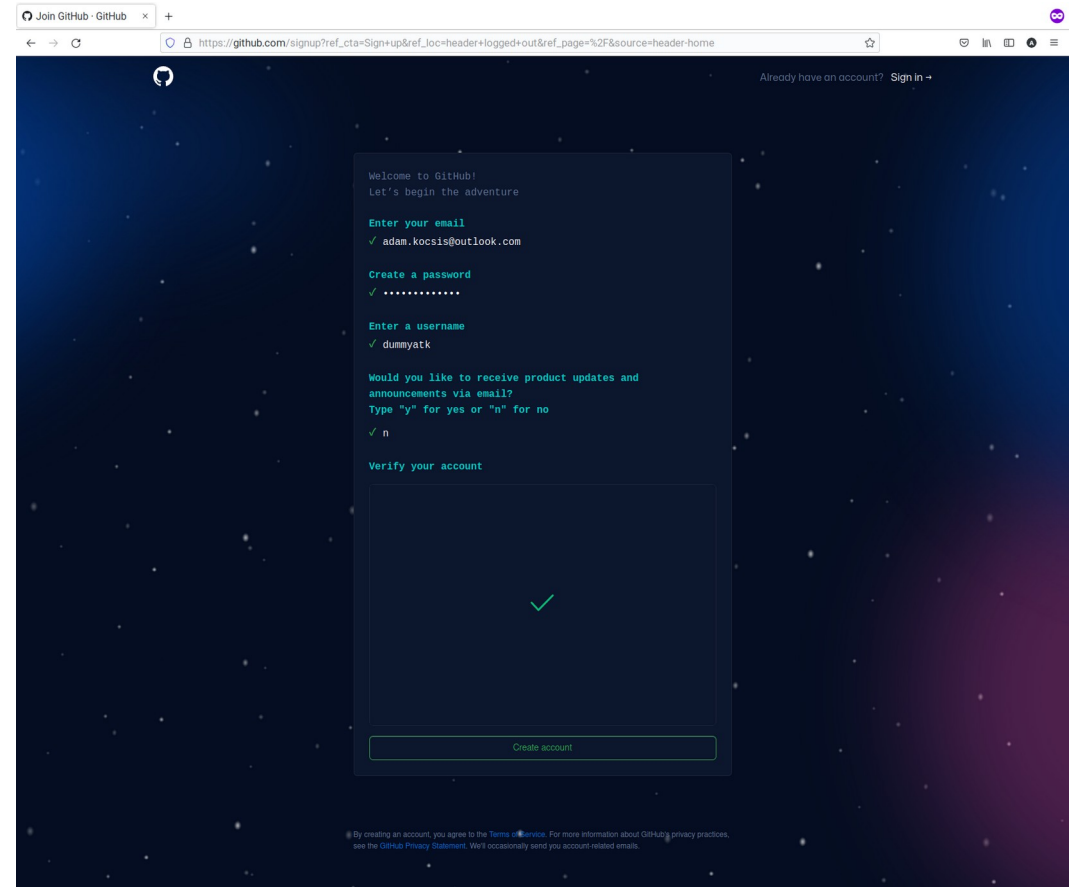 Join GitHub · GitHub
https://github.com/signup?ref_cta=Sign+up&ref_loc=header+logged+out&ref_page=%2F&source=header-home
Already have an account? Sign in →
Welcome to GitHub!
Let's begin the adventure
Enter your email
✓ adam.kocsis@outlook.com
Create a password
✓ •••••••••••••
Enter a username
✓ dummyatk
Would you like to receive product updates and
announcements via email?
Type "y" for yes or "n" for no
✓ n
Verify your account
Create account
By creating an account, you agree to the Terms of Service. For more information about GitHub's privacy practices,
see the GitHub Privacy Statement. We'll occasionally send you account-related emails.